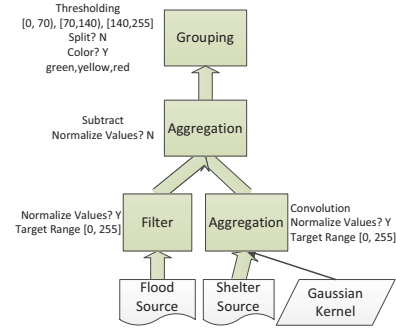 Thresholding
[0, 70), [70,140), [140,255]
Split? N
Color? Y
green,yellow,red
Grouping
Subtract
Normalize Values? N
Aggregation
Normalize Values? Y
Target Range [0, 255]
Filter
Aggregation
Convolution
Normalize Values? Y
Target Range [0, 255]
Flood
Source
Shelter
Source
Gaussian
Kernel